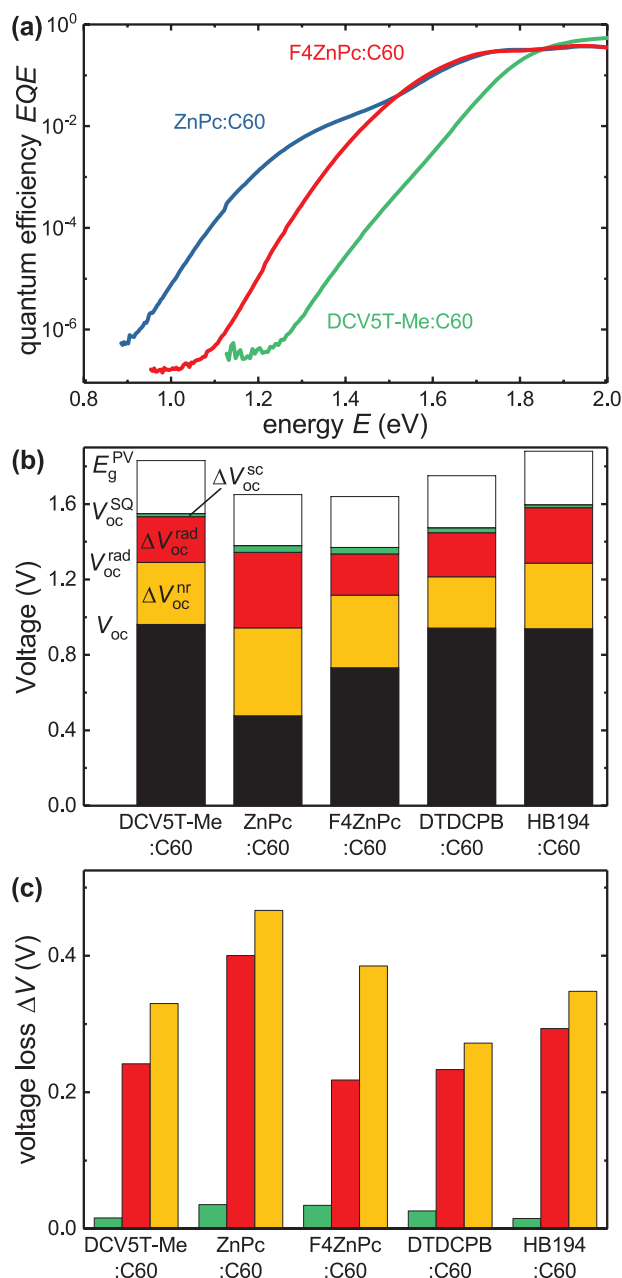 (a)
quantum efficiency EQE
10⁰
10⁻²
10⁻⁴
10⁻⁶
F4ZnPc:C60
ZnPc:C60
DCV5T-Me:C60
0.8 1.0 1.2 1.4 1.6 1.8 2.0
energy E (eV)
(b)
Voltage (V)
1.6
1.2
0.8
0.4
0.0
E_g^PV
ΔV_oc^sc
V_oc^SQ
ΔV_oc^rad
V_oc^rad
ΔV_oc^nr
V_oc
DCV5T-Me ZnPc F4ZnPc DTDCPB HB194
:C60 :C60 :C60 :C60 :C60
(c)
voltage loss ΔV (V)
0.4
0.2
0.0
DCV5T-Me ZnPc F4ZnPc DTDCPB HB194
:C60 :C60 :C60 :C60 :C60